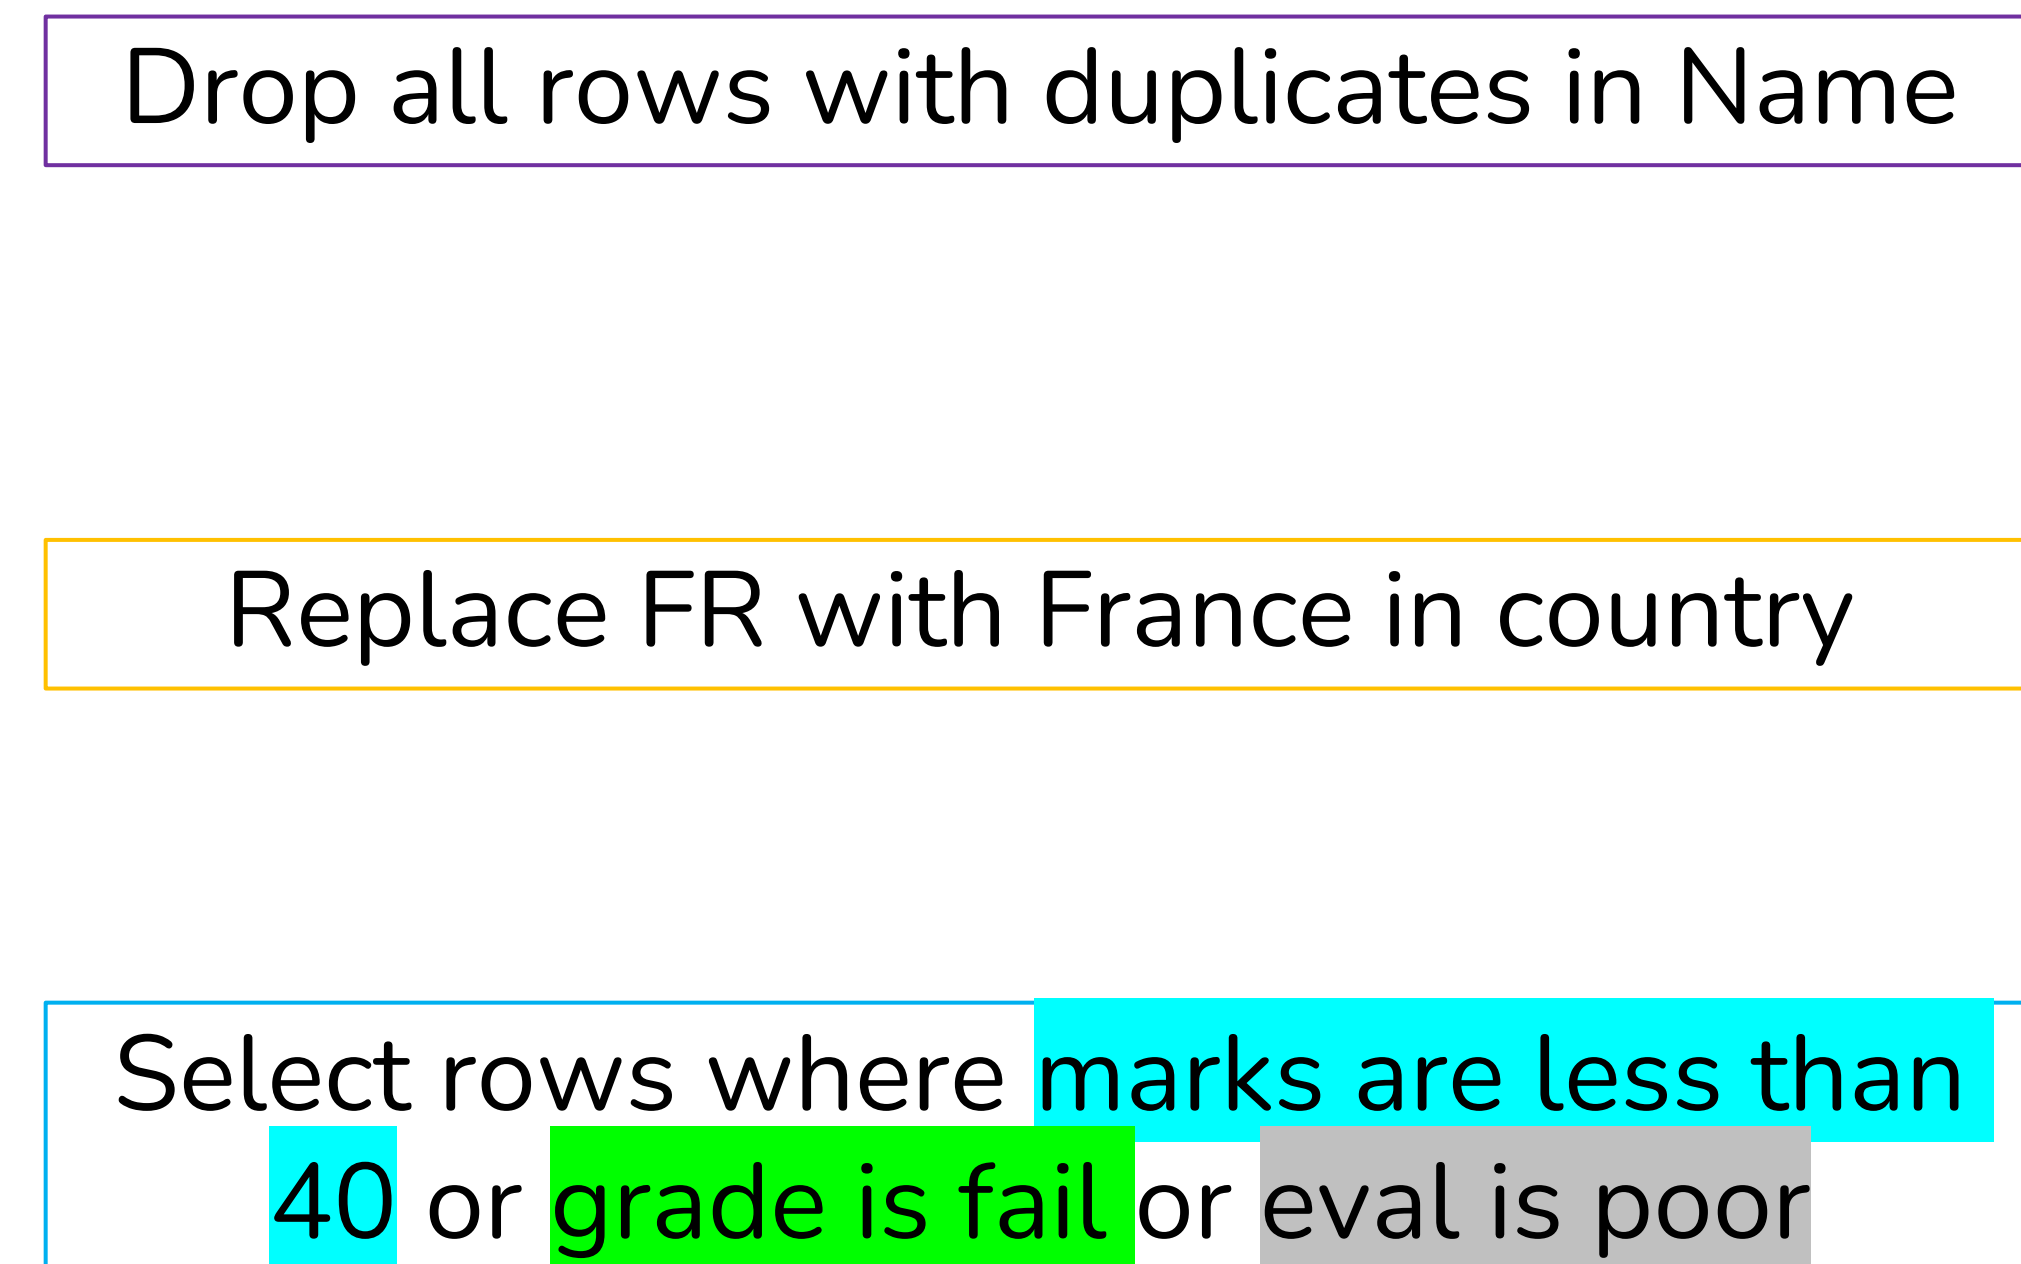 Drop all rows with duplicates in Name
Replace FR with France in country
Select rows where marks are less than
40 or grade is fail or eval is poor